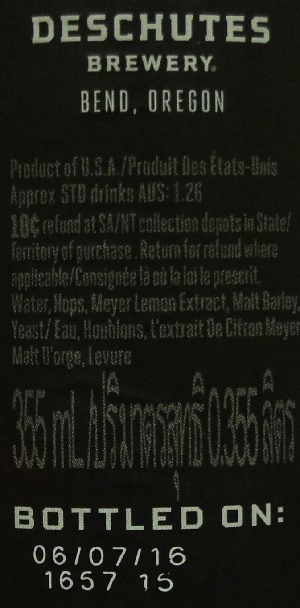 DESCHUTES
BREWERY.
BEND, OREGON
Product of U.S.A./Produit Des États-Unis
Approx STD drinks AUS: 1.26
10¢ refund at SA/NT collection depots in State/
Territory of purchase. Return for refund where
applicable/Consignée là où la loi le prescrit.
Water, Hops, Meyer Lemon Extract, Malt Barley,
Yeast/ Eau, Houblons, L'extrait De Citron Meyer
Malt D'orge, Levure
355 mL /ปริมาตรสุทธิ 0.355 ลิตร
BOTTLED ON:
06/07/16
1657 15